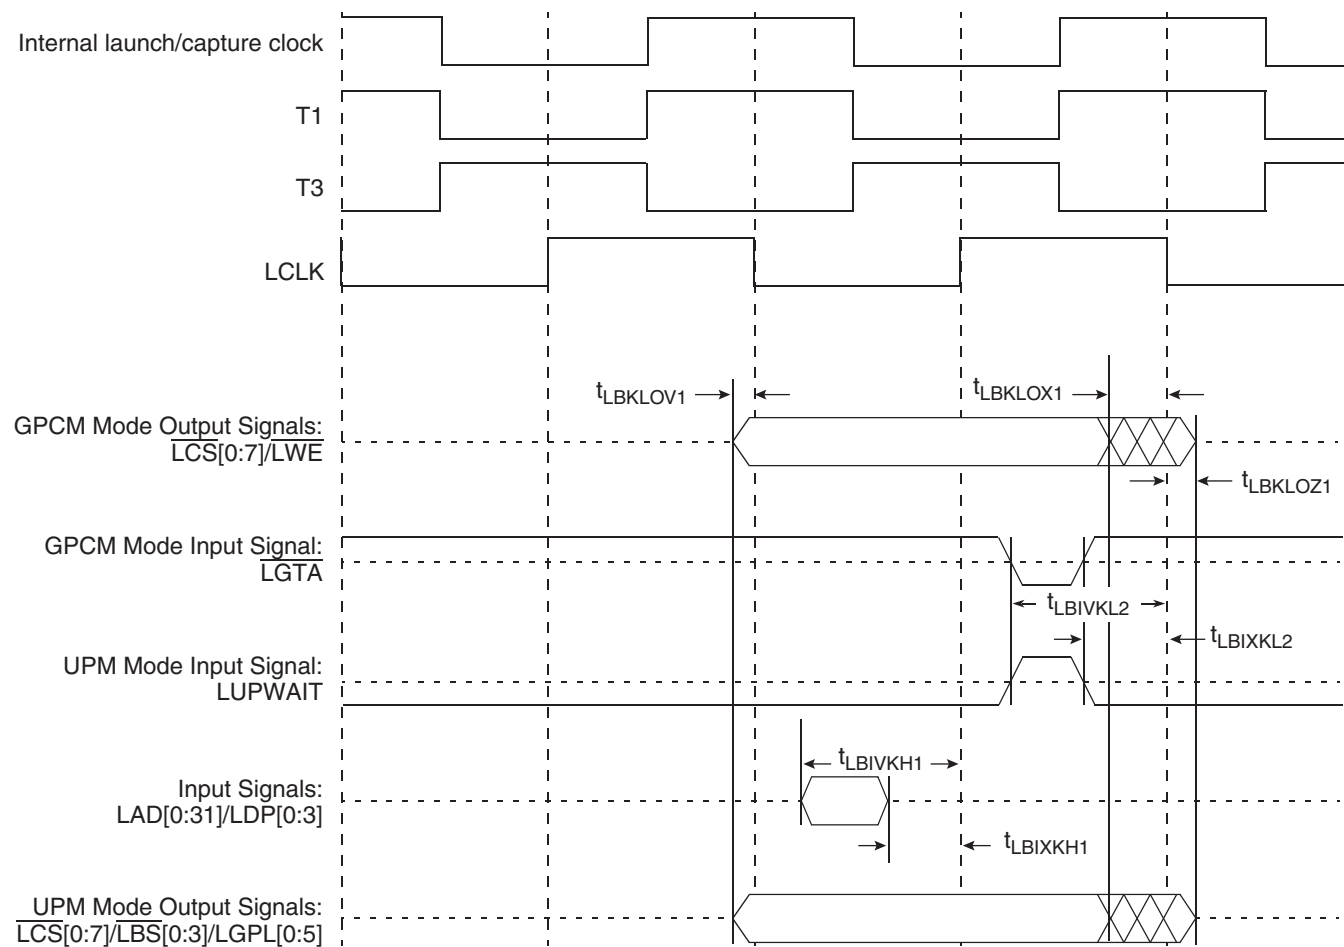 Internal launch/capture clock
T1
T3
LCLK
tLBKLOV1
tLBKLOX1
GPCM Mode Output Signals:
LCS[0:7]/LWE
tLBKLOZ1
GPCM Mode Input Signal:
LGTA
tLBIVKL2
tLBIXKL2
UPM Mode Input Signal:
LUPWAIT
tLBIVKH1
Input Signals:
LAD[0:31]/LDP[0:3]
tLBIXKH1
UPM Mode Output Signals:
LCS[0:7]/LBS[0:3]/LGPL[0:5]